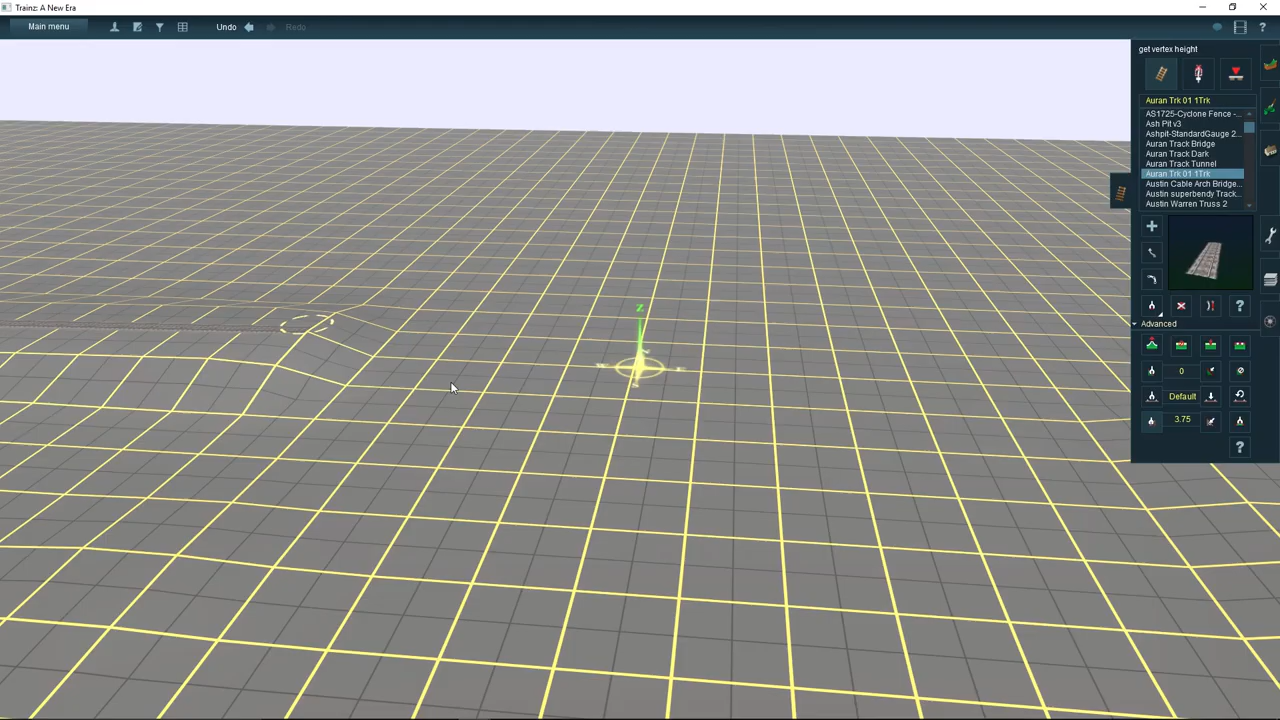 Trainz: A New Era
Main menu
Undo
Redo
get vertex height
Auran Trk 01 1Trk
AS1725-Cyclone Fence -...
Ash Pit v3
Ashpit-StandardGauge 2...
Auran Track Bridge
Auran Track Dark
Auran Track Tunnel
Auran Trk 01 1Trk
Austin Cable Arch Bridge...
Austin superbendy Track...
Austin Warren Truss 2
Advanced
0
Default
3.75
Z